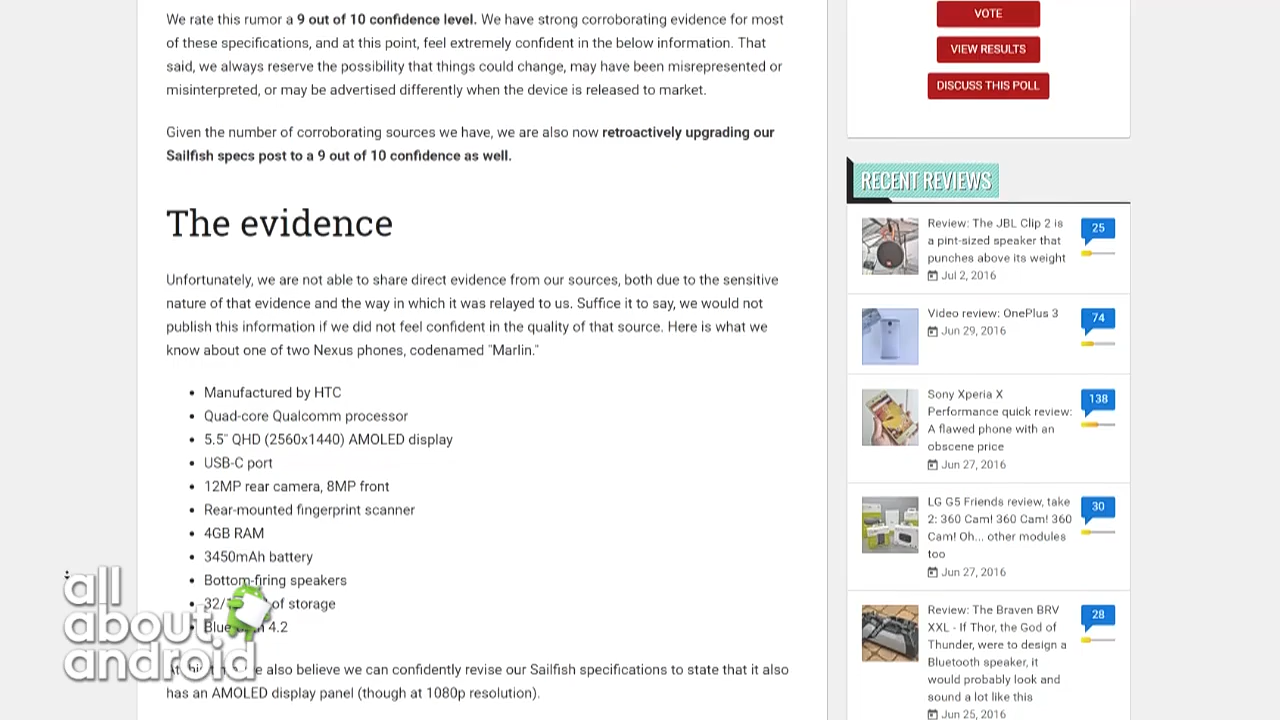 We rate this rumor a 9 out of 10 confidence level. We have strong corroborating evidence for most
of these specifications, and at this point, feel extremely confident in the below information. That
said, we always reserve the possibility that things could change, may have been misrepresented or
misinterpreted, or may be advertised differently when the device is released to market.
Given the number of corroborating sources we have, we are also now retroactively upgrading our
Sailfish specs post to a 9 out of 10 confidence as well.
The evidence
Unfortunately, we are not able to share direct evidence from our sources, both due to the sensitive
nature of that evidence and the way in which it was relayed to us. Suffice it to say, we would not
publish this information if we did not feel confident in the quality of that source. Here is what we
know about one of two Nexus phones, codenamed "Marlin."
• Manufactured by HTC
• Quad-core Qualcomm processor
• 5.5" QHD (2560x1440) AMOLED display
• USB-C port
• 12MP rear camera, 8MP front
• Rear-mounted fingerprint scanner
• 4GB RAM
• 3450mAh battery
• Bottom-firing speakers
• of storage
• 4.2
also believe we can confidently revise our Sailfish specifications to state that it also
has an AMOLED display panel (though at 1080p resolution).
all
about
android
VOTE
VIEW RESULTS
DISCUSS THIS POLL
RECENT REVIEWS
Review: The JBL Clip 2 is
a pint-sized speaker that
punches above its weight
Jul 2, 2016
25
Video review: OnePlus 3
Jun 29, 2016
74
Sony Xperia X
Performance quick review:
A flawed phone with an
obscene price
Jun 27, 2016
138
LG G5 Friends review, take
2: 360 Cam! 360 Cam! 360
Cam! Oh... other modules
too
Jun 27, 2016
30
Review: The Braven BRV
XXL - If Thor, the God of
Thunder, were to design a
Bluetooth speaker, it
would probably look and
sound a lot like this
Jun 25, 2016
28